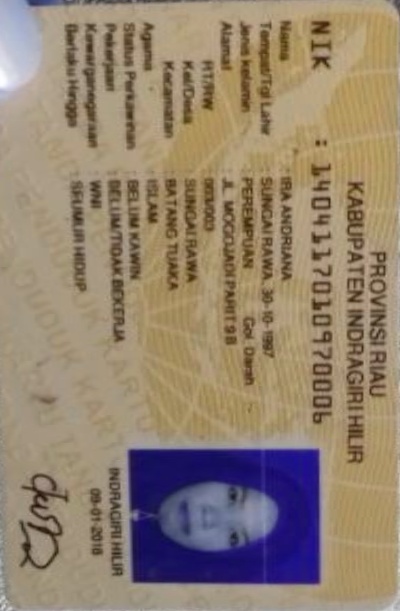 PROVINSI RIAU
KABUPATEN INDRAGIRI HILIR
NIK : 1404117010970006
Nama : IRA ANDRIANA
Tempat/Tgl Lahir : SUNGAI RAWA, 30-10-1997
Jenis kelamin : PEREMPUAN Gol. Darah
Alamat : JL. MOGOJADI PARIT 9 B
RT/RW : 003/003
Kel/Desa : SUNGAI RAWA
Kecamatan : BATANG TUAKA
Agama : ISLAM
Status Perkawinan : BELUM KAWIN
Pekerjaan : BELUM/TIDAK BEKERJA
Kewarganegaraan : WNI
Berlaku Hingga : SEUMUR HIDUP
INDRAGIRI HILIR
09-01-2018